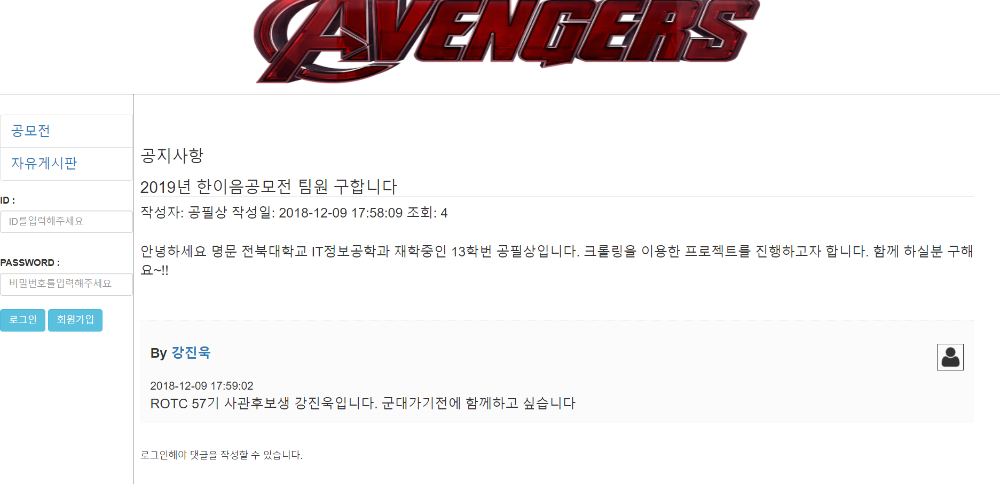 AVENGERS
공모전
자유게시판
ID :
ID를입력해주세요
PASSWORD :
비밀번호를입력해주세요
로그인 회원가입
공지사항
2019년 한이음공모전 팀원 구합니다
작성자: 공필상 작성일: 2018-12-09 17:58:09 조회: 4
안녕하세요 명문 전북대학교 IT정보공학과 재학중인 13학번 공필상입니다. 크롤링을 이용한 프로젝트를 진행하고자 합니다. 함께 하실분 구해
요~!!
By 강진욱
2018-12-09 17:59:02
ROTC 57기 사관후보생 강진욱입니다. 군대가기전에 함께하고 싶습니다
로그인해야 댓글을 작성할 수 있습니다.